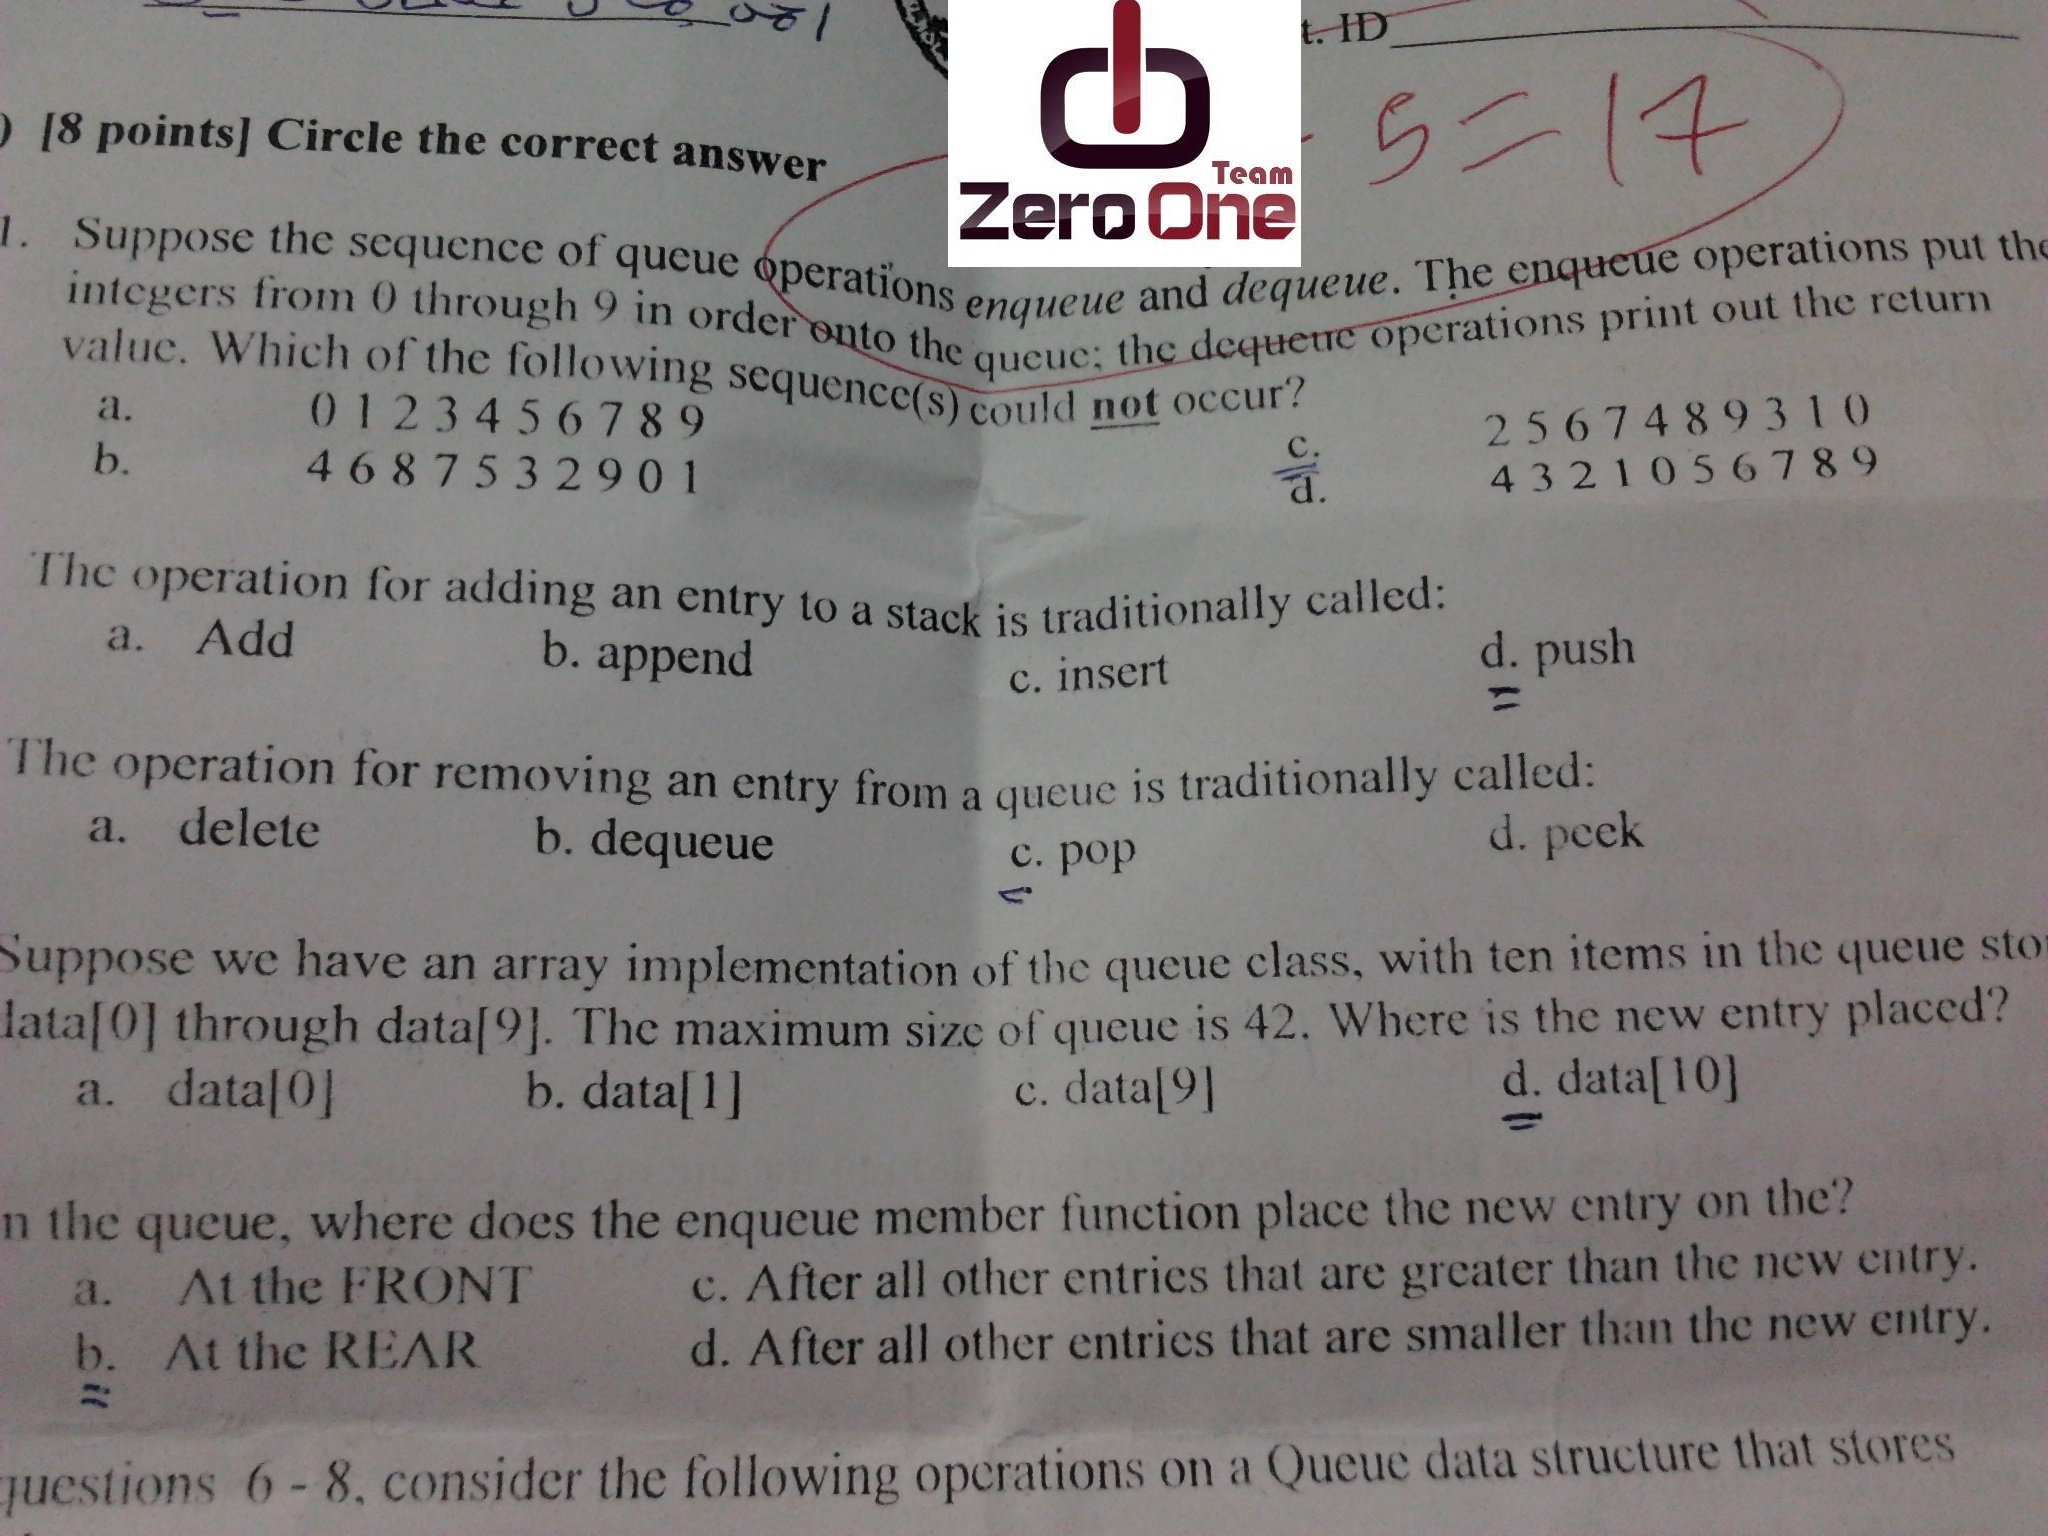 t. ID
- 5 = 17
Team
Zero One
) [8 points] Circle the correct answer
1. Suppose the sequence of queue operations enqueue and dequeue. The enqueue operations put the
integers from 0 through 9 in order onto the queue; the dequeue operations print out the return
value. Which of the following sequence(s) could not occur?
a. 0 1 2 3 4 5 6 7 8 9
b. 4 6 8 7 5 3 2 9 0 1
c. 2 5 6 7 4 8 9 3 1 0
d. 4 3 2 1 0 5 6 7 8 9
The operation for adding an entry to a stack is traditionally called:
a. Add b. append c. insert d. push
The operation for removing an entry from a queue is traditionally called:
a. delete b. dequeue c. pop d. peek
Suppose we have an array implementation of the queue class, with ten items in the queue sto
data[0] through data[9]. The maximum size of queue is 42. Where is the new entry placed?
a. data[0] b. data[1] c. data[9] d. data[10]
n the queue, where does the enqueue member function place the new entry on the?
a. At the FRONT c. After all other entries that are greater than the new entry.
b. At the REAR d. After all other entries that are smaller than the new entry.
questions 6 - 8, consider the following operations on a Queue data structure that stores